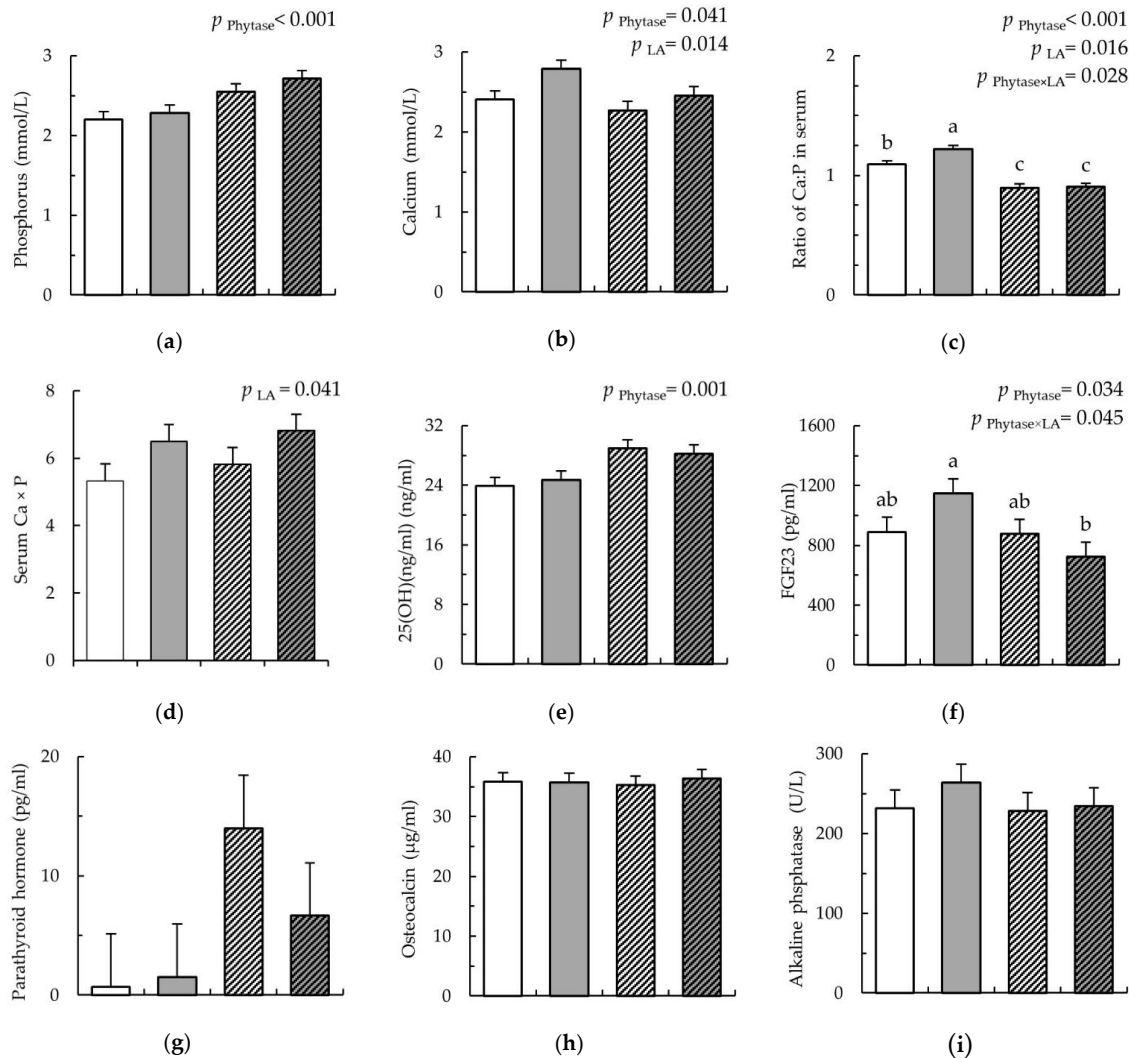 p Phytase< 0.001
Phosphorus (mmol/L)
3
2
1
0
(a)
p Phytase= 0.041
p LA = 0.014
Calcium (mmol/L)
3
2
1
0
(b)
p Phytase< 0.001
p LA = 0.016
p Phytase×LA = 0.028
Ratio of Ca:P in serum
2
1
0
b
a
c
c
(c)
p LA = 0.041
Serum Ca × P
8
6
4
2
0
(d)
p Phytase= 0.001
25(OH)(ng/ml) (ng/ml)
32
24
16
8
0
(e)
p Phytase= 0.034
p Phytase×LA= 0.045
FGF23 (pg/ml)
1600
1200
800
400
0
ab
a
ab
b
(f)
Parathyroid hormone (pg/ml)
20
10
0
(g)
Osteocalcin (µg/ml)
40
30
20
10
0
(h)
Alkaline phsphatase (U/L)
300
200
100
0
(i)